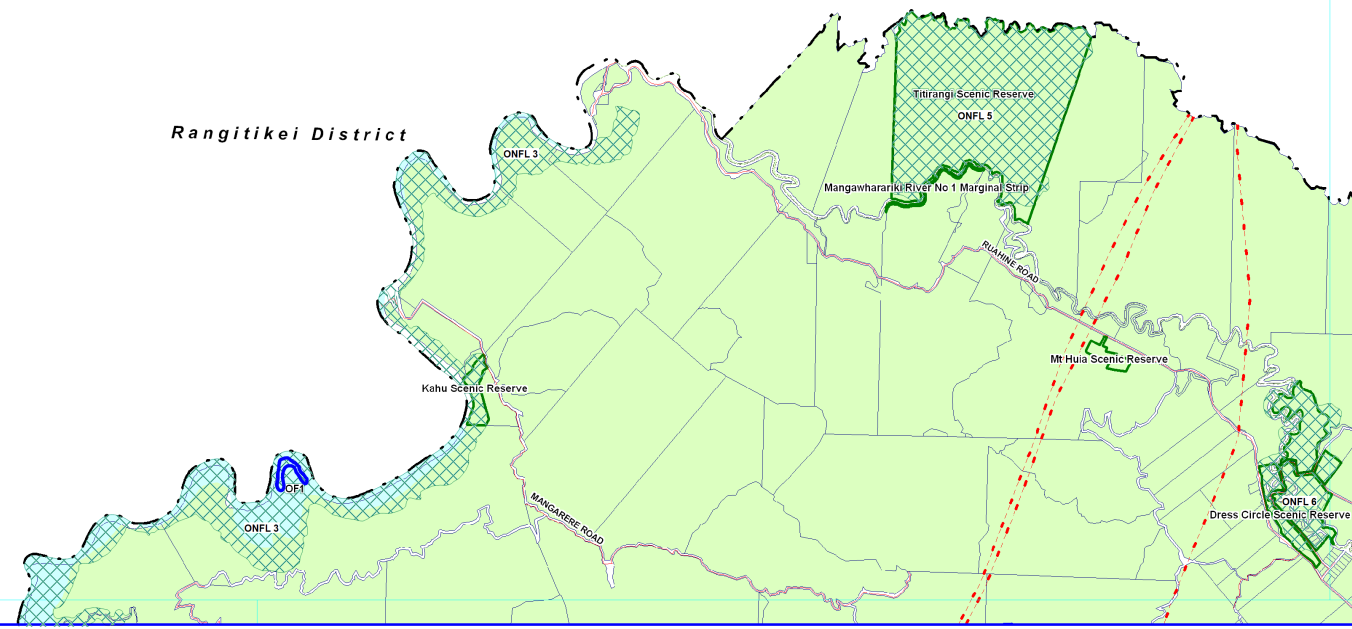 Titirangi Scenic Reserve
ONFL 5
Rangitikei District
ONFL 3
Mangawharariki River No 1 Marginal Strip
RUAHINE ROAD
Mt Huia Scenic Reserve
Kahu Scenic Reserve
OF1
MANGARERE ROAD
ONFL 3
ONFL 6
Dress Circle Scenic Reserve